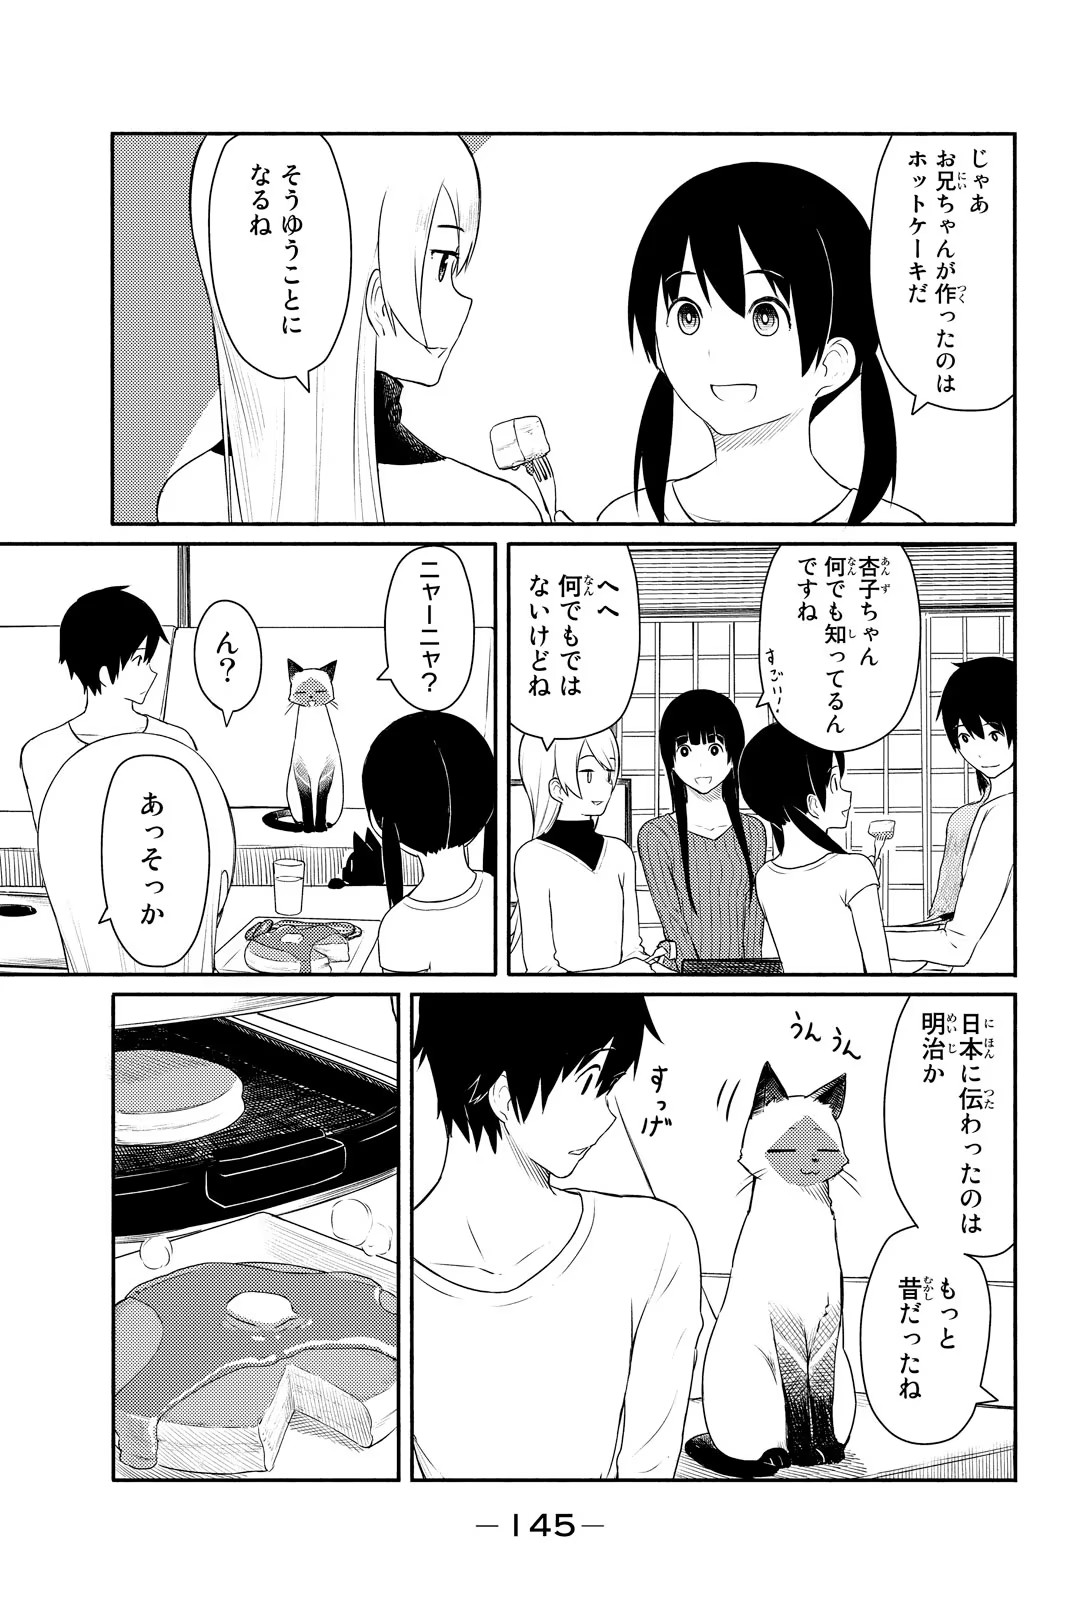 じゃあ
お兄ちゃんが作ったのは
ホットケーキだ
そうゆうことに
なるね
杏子ちゃん
何でも知ってるん
ですね
すごい!
へへ
何でもでは
ないけどね
ニャーニャ?
ん?
あっそっか
日本に伝わったのは
明治か
もっと
昔だったね
うんうん
すっげ
—145—